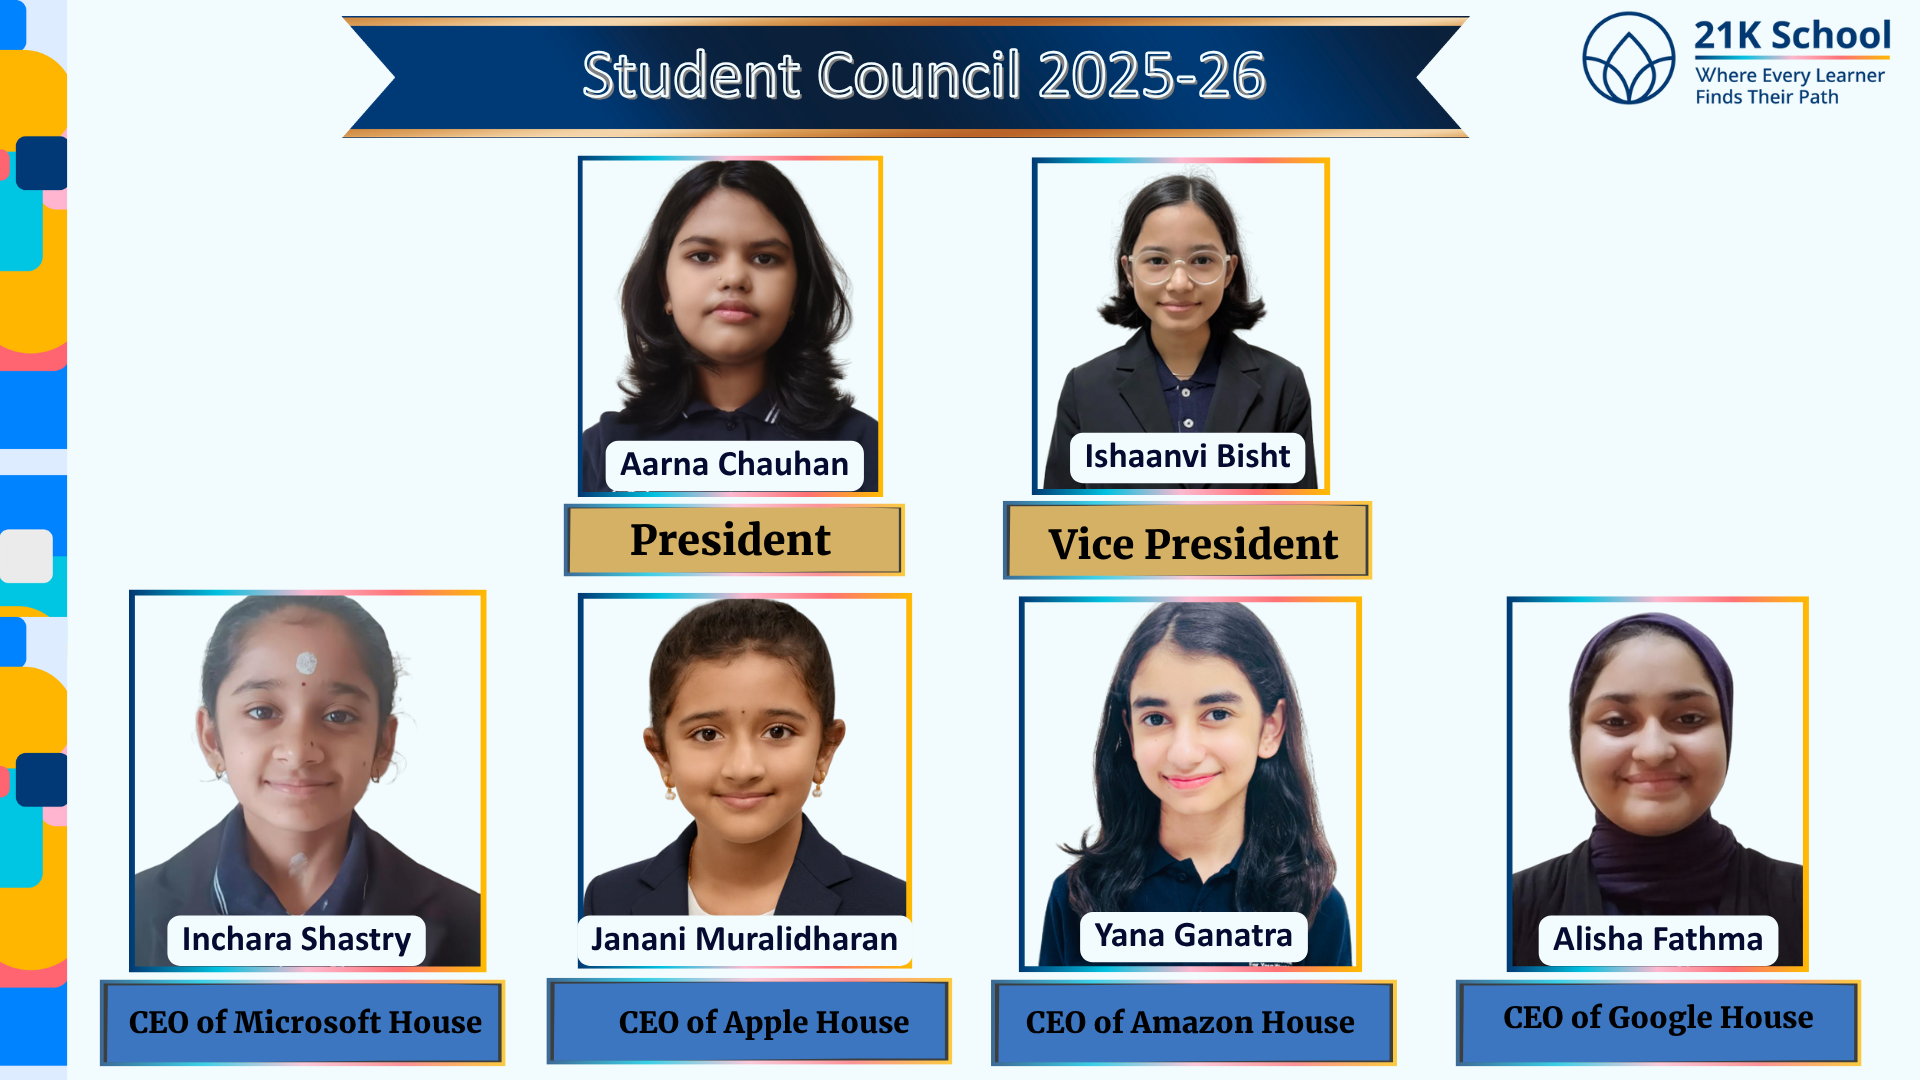 Student Council 2025-26
21K School
Where Every Learner
Finds Their Path
Aarna Chauhan
Ishaanvi Bisht
President
Vice President
Inchara Shastry
Janani Muralidharan
Yana Ganatra
Alisha Fathma
CEO of Microsoft House
CEO of Apple House
CEO of Amazon House
CEO of Google House